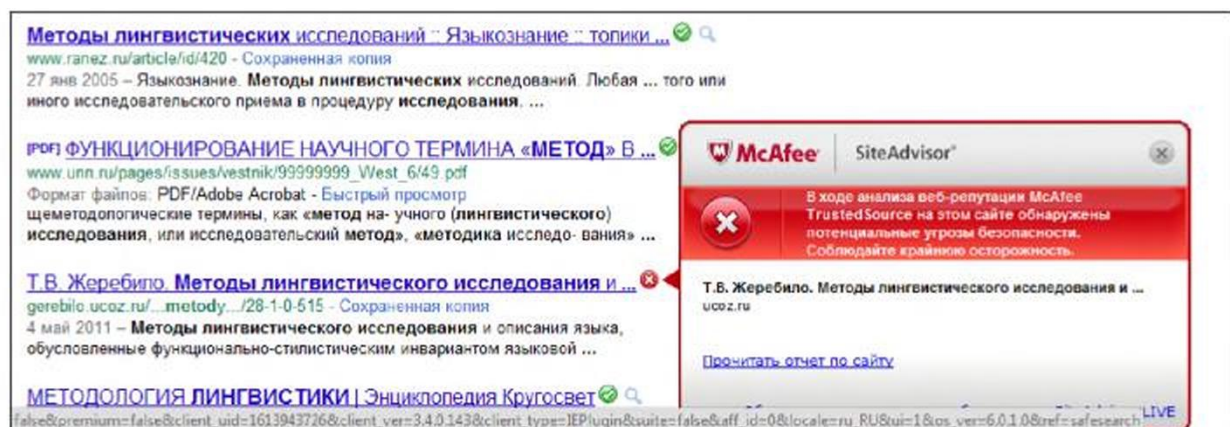 Методы лингвистических исследований :: Языкознание :: топики ...
www.ranez.ru/article/id/420 - Сохраненная копия
27 янв 2005 – Языкознание. Методы лингвистических исследований. Любая ... того или
иного исследовательского приема в процедуру исследования, ...
[PDF] ФУНКЦИОНИРОВАНИЕ НАУЧНОГО ТЕРМИНА «МЕТОД» В ...
www.unn.ru/pages/issues/vestnik/99999999_West_6/49.pdf
Формат файлов: PDF/Adobe Acrobat - Быстрый просмотр
щеметодологические термины, как «метод на- учного (лингвистического)
исследования, или исследовательский метод», «методика исследо- вания» ...
Т.В. Жеребило. Методы лингвистического исследования и ...
gerebilo.ucoz.ru/...metody.../28-1-0-515 - Сохраненная копия
4 май 2011 – Методы лингвистического исследования и описания языка,
обусловленные функционально-стилистическим инвариантом языковой ...
МЕТОДОЛОГИЯ ЛИНГВИСТИКИ | Энциклопедия Кругосвет
McAfee SiteAdvisor®
В ходе анализа веб-репутации McAfee
TrustedSource на этом сайте обнаружены
потенциальные угрозы безопасности.
Соблюдайте крайнюю осторожность.
Т.В. Жеребило. Методы лингвистического исследования и ...
ucoz.ru
Прочитать отчет по сайту
LIVE
false&premium=false&client_uid=1613943726&client_ver=3.4.0.143&client_type=IEPlugin&suite=false&aff_id=0&locale=ru_RU&ui=1&os_ver=6.0.1.0&ref=safesearch